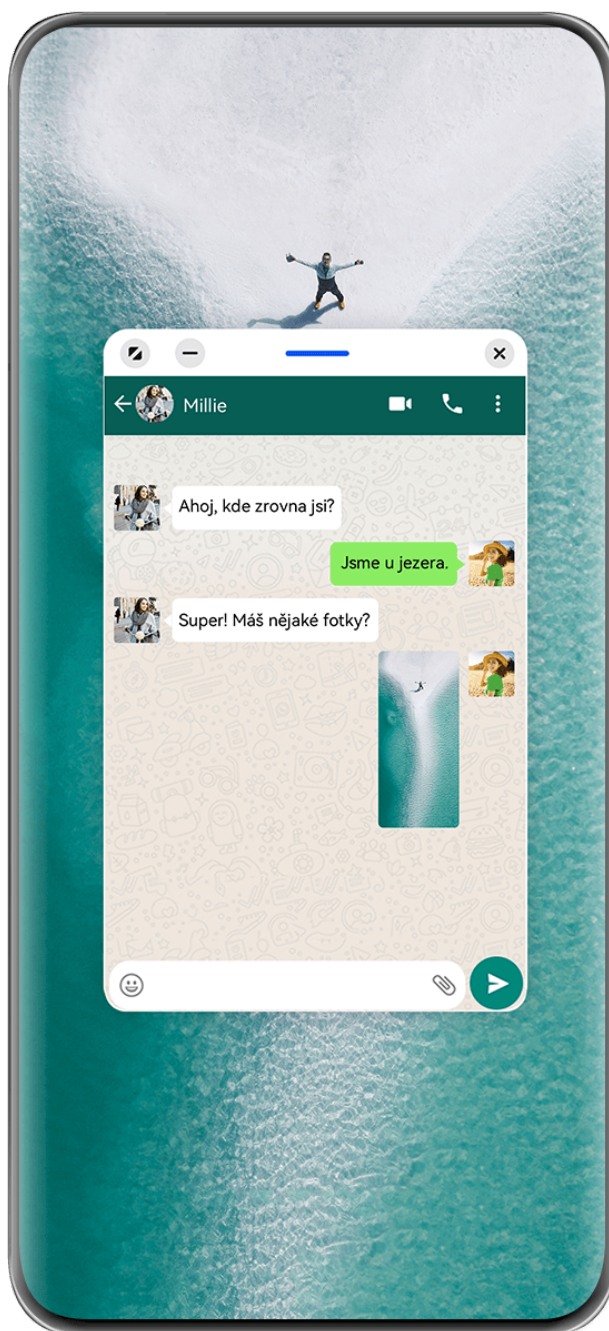 Millie
Ahoj, kde zrovna jsi?
Jsme u jezera.
Super! Máš nějaké fotky?